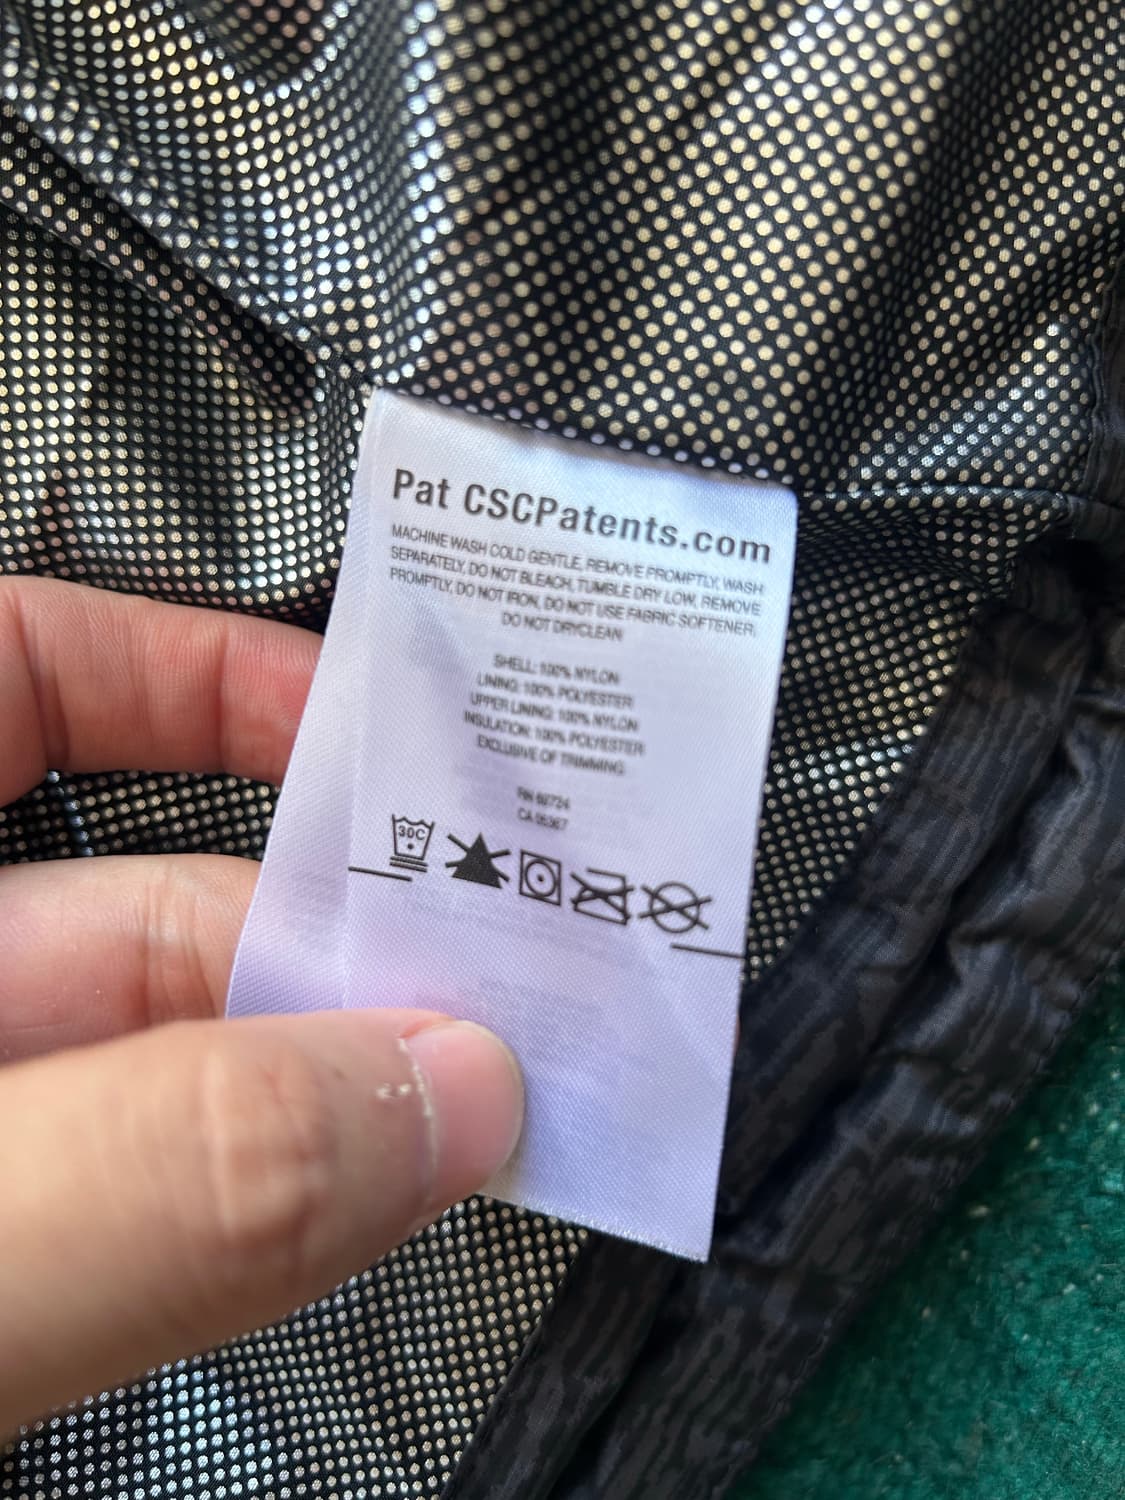 Pat CSCPatents.com
MACHINE WASH COLD GENTLE, REMOVE PROMPTLY, WASH
SEPARATELY, DO NOT BLEACH, TUMBLE DRY LOW, REMOVE
PROMPTLY, DO NOT IRON, DO NOT USE FABRIC SOFTENER,
DO NOT DRYCLEAN
SHELL: 100% NYLON
LINING: 100% POLYESTER
UPPER LINING: 100% NYLON
INSULATION: 100% POLYESTER
EXCLUSIVE OF TRIMMING
RN 69724
CA 05367
30C